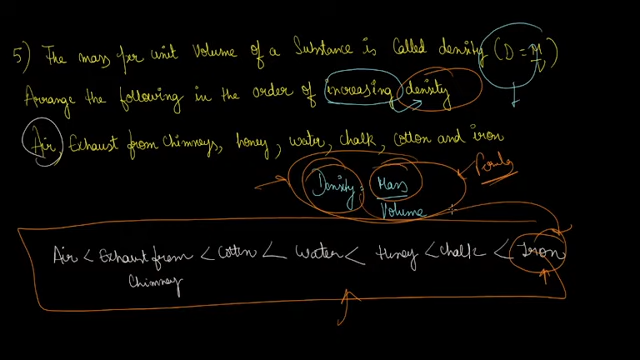 5) The mass per unit volume of a substance is called density (D = M/V)
Arrange the following in the order of increasing density
Air, Exhaust from Chimneys, honey, water, chalk, cotton and iron
Density = Mass / Volume
Air < Exhaust from < Cotton < Water < Honey < Chalk < Iron
Chimney